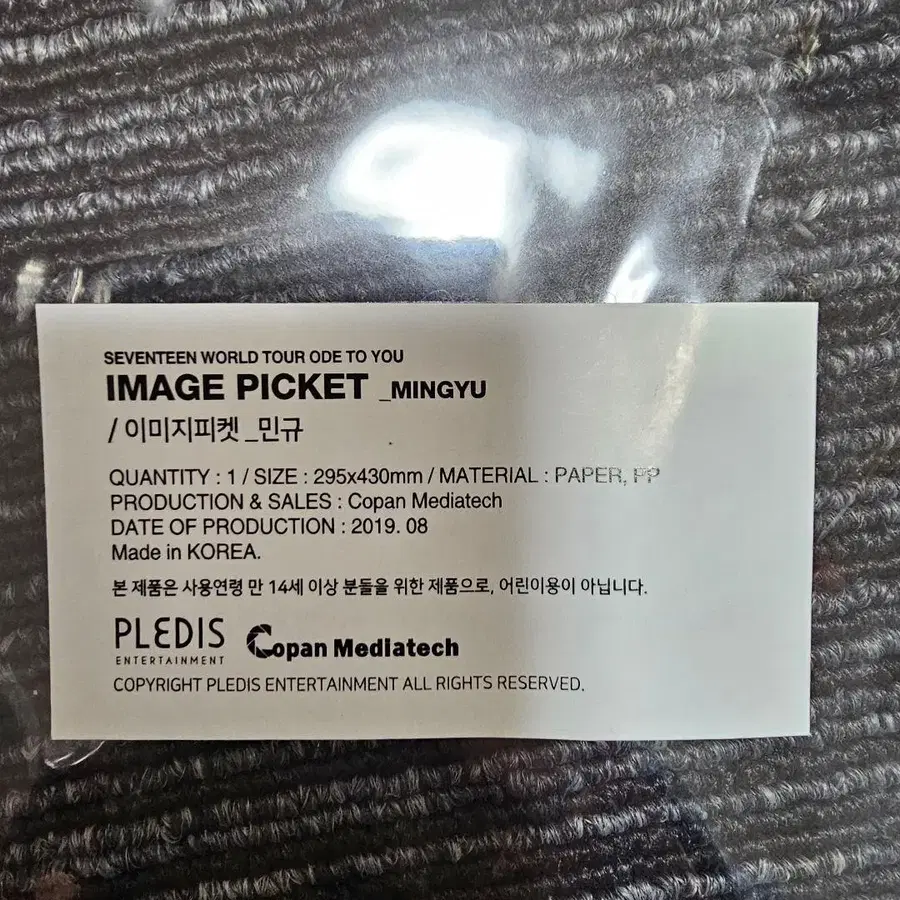 SEVENTEEN WORLD TOUR ODE TO YOU
IMAGE PICKET _MINGYU
/ 이미지피켓 _민규
QUANTITY : 1 / SIZE : 295x430mm / MATERIAL : PAPER, PP
PRODUCTION & SALES : Copan Mediatech
DATE OF PRODUCTION : 2019. 08
Made in KOREA.
본 제품은 사용연령 만 14세 이상 분들을 위한 제품으로, 어린이용이 아닙니다.
PLEDIS Copan Mediatech
ENTERTAINMENT
COPYRIGHT PLEDIS ENTERTAINMENT ALL RIGHTS RESERVED.